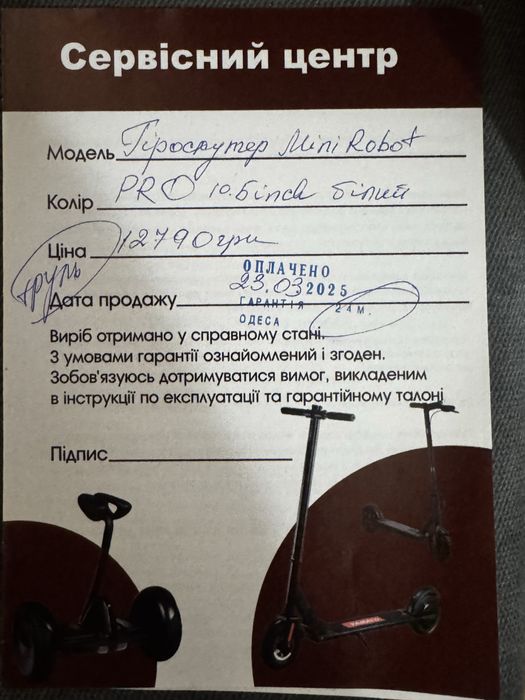 Сервісний центр
Модель Гіроскутер Mini Robot
Колір PRO 10.5inch білий
Ціна 12790грн
+руль
ОПЛАЧЕНО
Дата продажу 23.03 2025
ГАРАНТІЯ 24 м.
ОДЕСА
Виріб отримано у справному стані.
З умовами гарантії ознайомлений і згоден.
Зобов'язуюсь дотримуватися вимог, викладеним
в інструкції по експлуатації та гарантійному талоні
Підпис